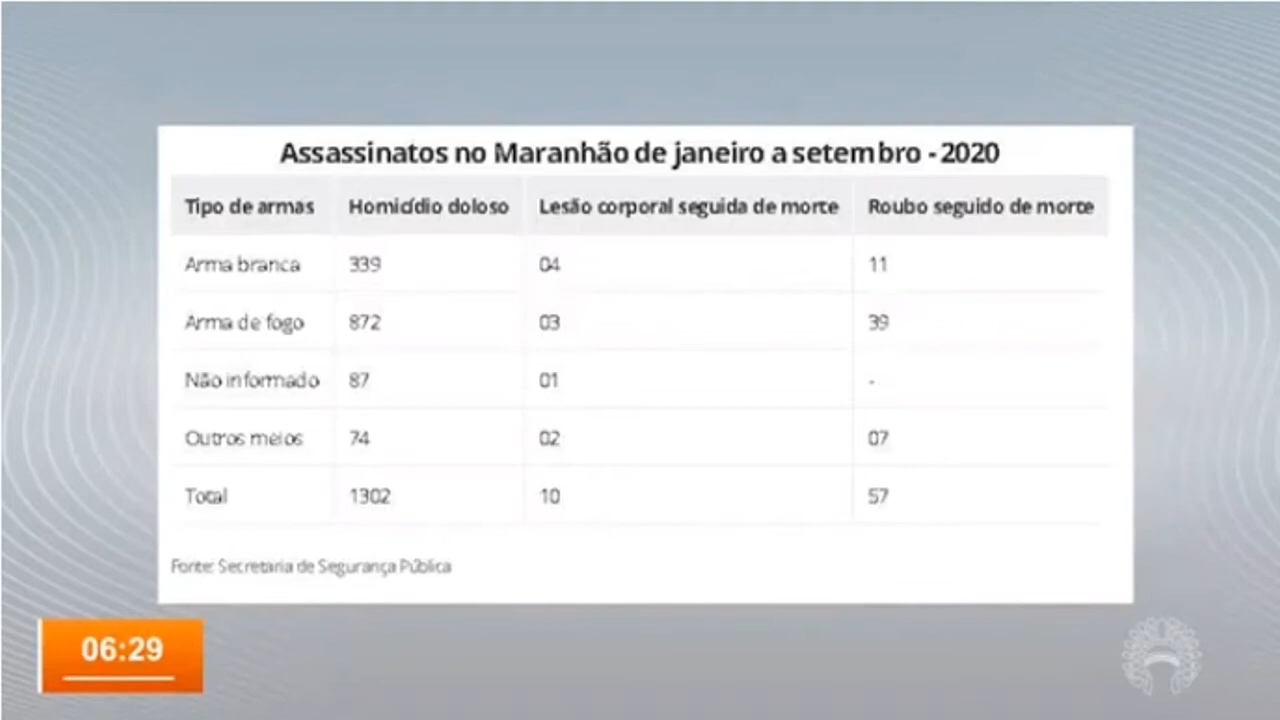 Assassinatos no Maranhão de janeiro a setembro - 2020
Tipo de armas Homicídio doloso Lesão corporal seguida de morte Roubo seguido de morte
Arma branca 339 04 11
Arma de fogo 872 03 39
Não informado 87 01 -
Outros meios 74 02 07
Total 1302 10 57
Fonte: Secretaria de Segurança Pública
06:29